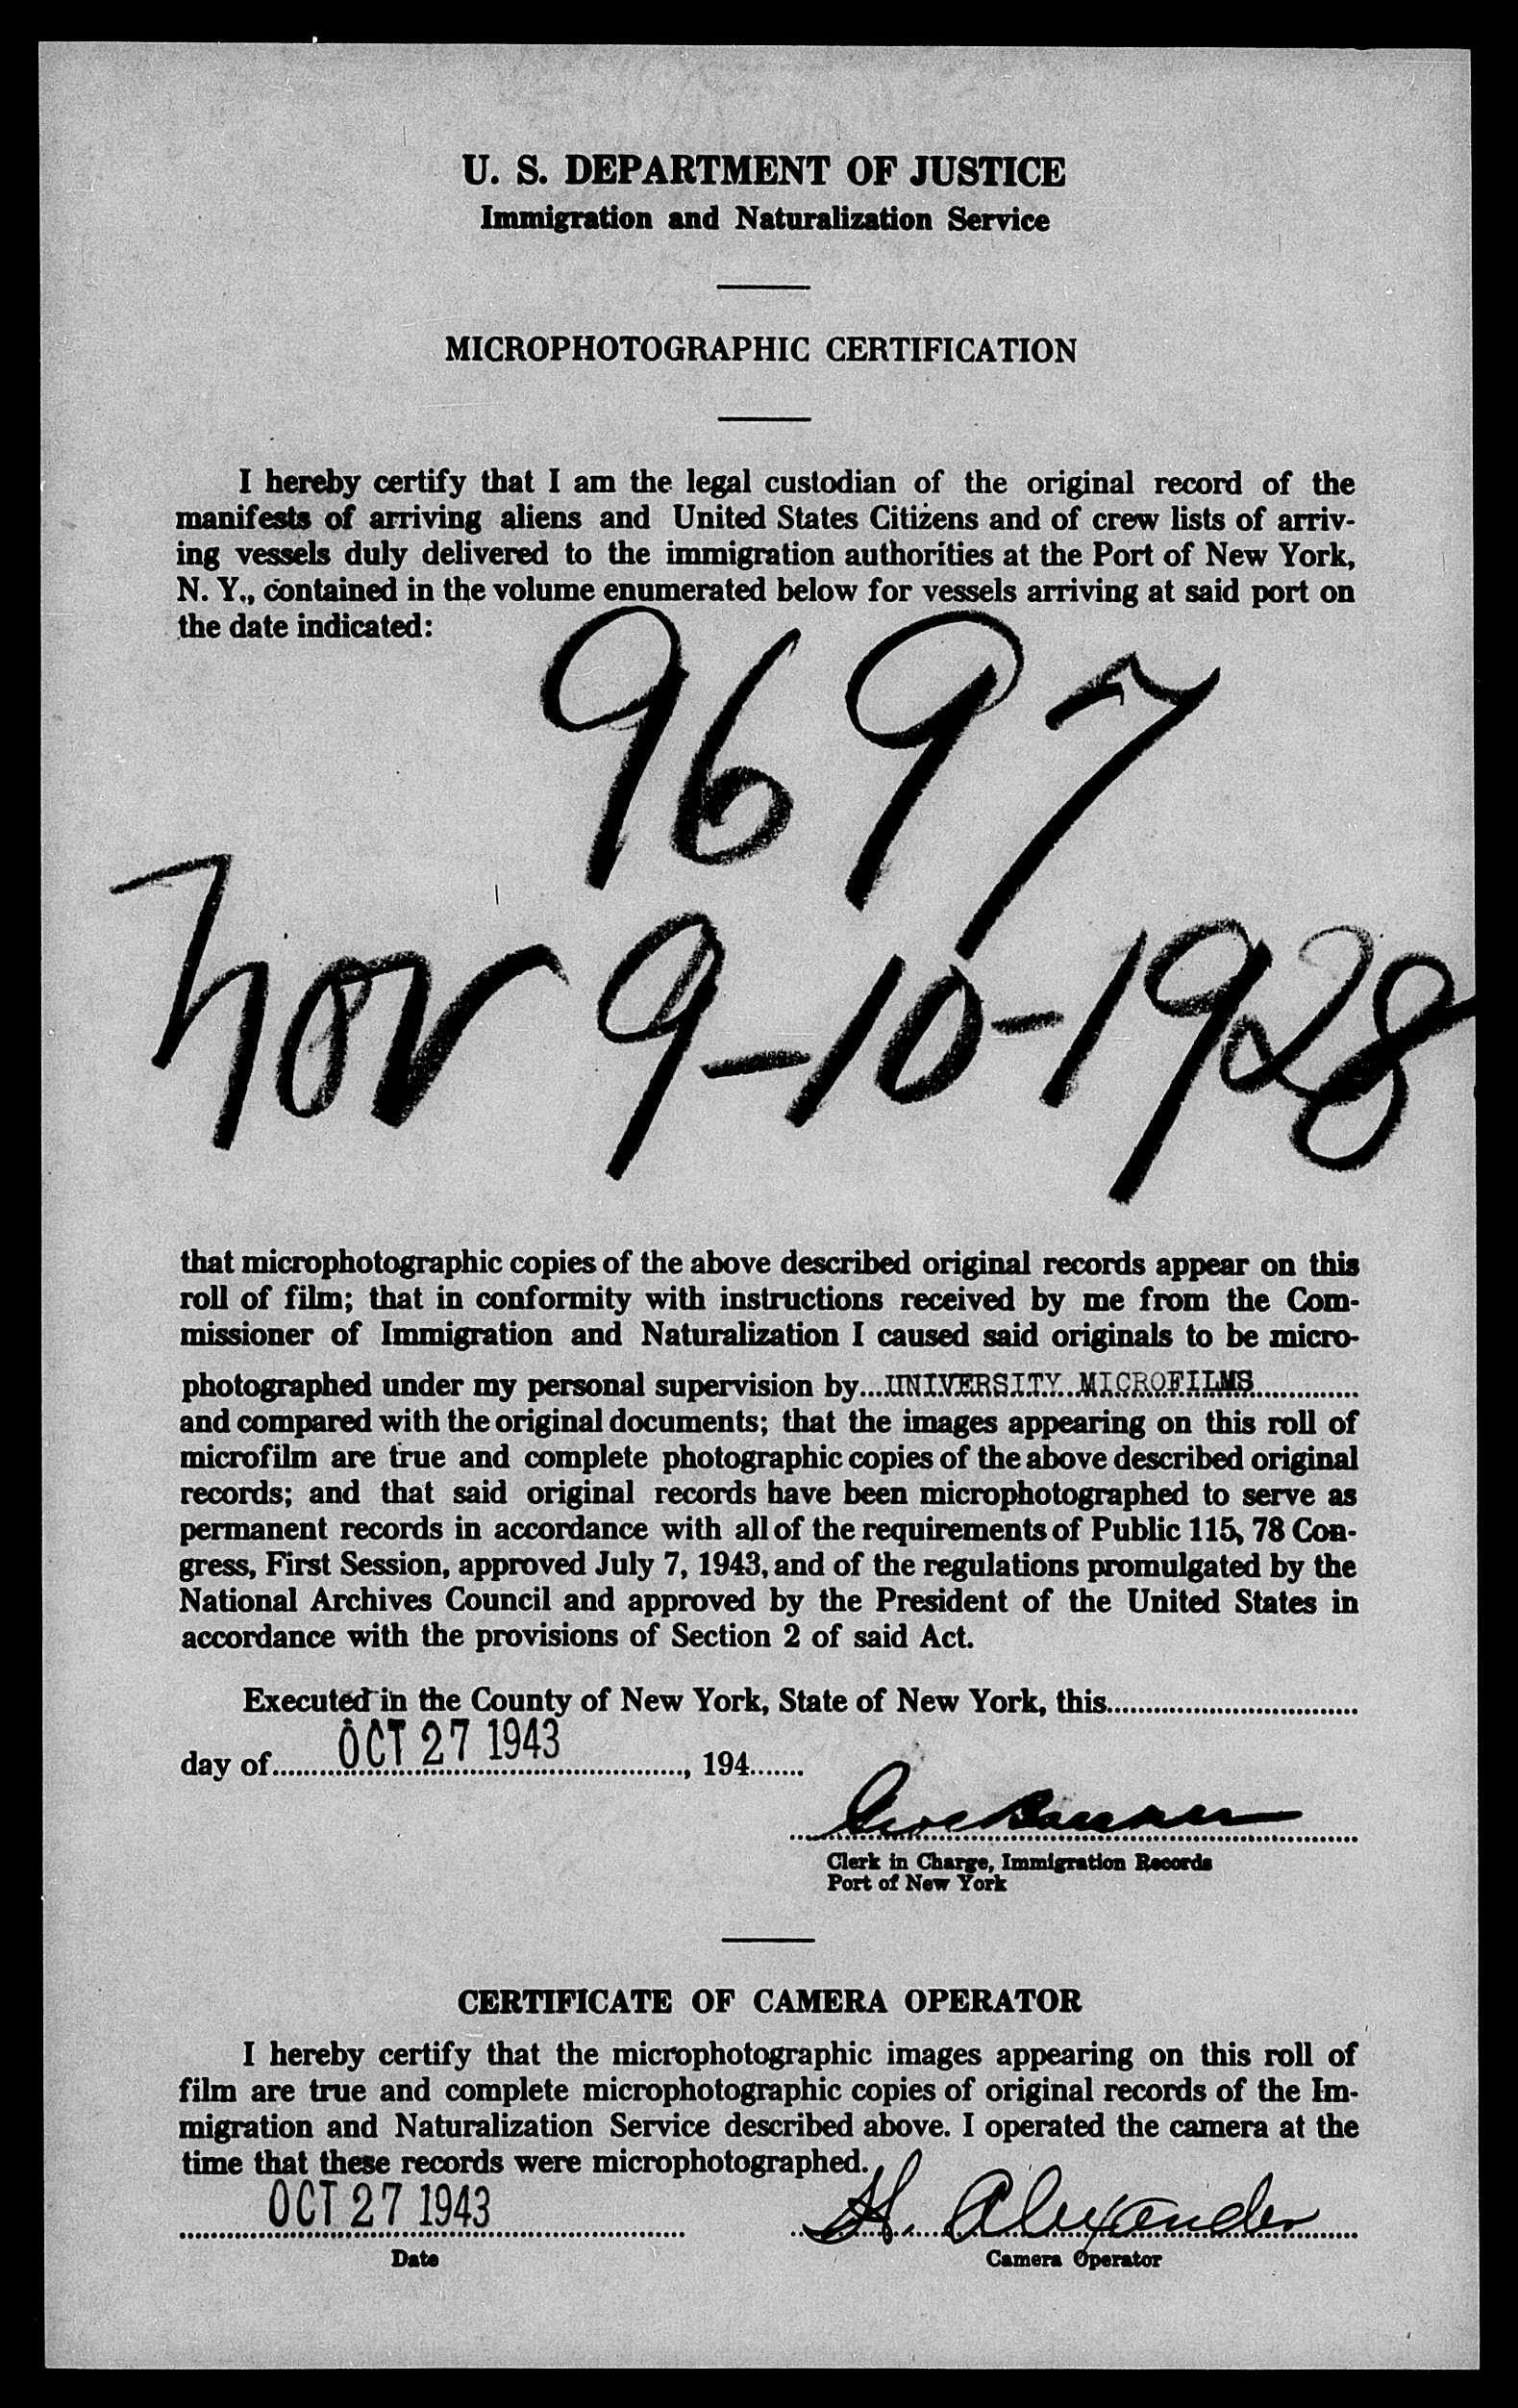 U. S. DEPARTMENT OF JUSTICE
Immigration and Naturalization Service
MICROPHOTOGRAPHIC CERTIFICATION
I hereby certify that I am the legal custodian of the original record of the
manifests of arriving aliens and United States Citizens and of crew lists of arriv-
ing vessels duly delivered to the immigration authorities at the Port of New York,
N. Y., contained in the volume enumerated below for vessels arriving at said port on
the date indicated:
9697
Nov 9-10-1928
that microphotographic copies of the above described original records appear on this
roll of film; that in conformity with instructions received by me from the Com-
missioner of Immigration and Naturalization I caused said originals to be micro-
photographed under my personal supervision by...UNIVERSITY MICROFILMS............
and compared with the original documents; that the images appearing on this roll of
microfilm are true and complete photographic copies of the above described original
records; and that said original records have been microphotographed to serve as
permanent records in accordance with all of the requirements of Public 115, 78 Con-
gress, First Session, approved July 7, 1943, and of the regulations promulgated by the
National Archives Council and approved by the President of the United States in
accordance with the provisions of Section 2 of said Act.
Executed in the County of New York, State of New York, this................................
day of........OCT 27 1943................, 194.......
Clerk in Charge, Immigration Records
Port of New York
CERTIFICATE OF CAMERA OPERATOR
I hereby certify that the microphotographic images appearing on this roll of
film are true and complete microphotographic copies of original records of the Im-
migration and Naturalization Service described above. I operated the camera at the
time that these records were microphotographed.
OCT 27 1943 H. Alexander
Date Camera Operator